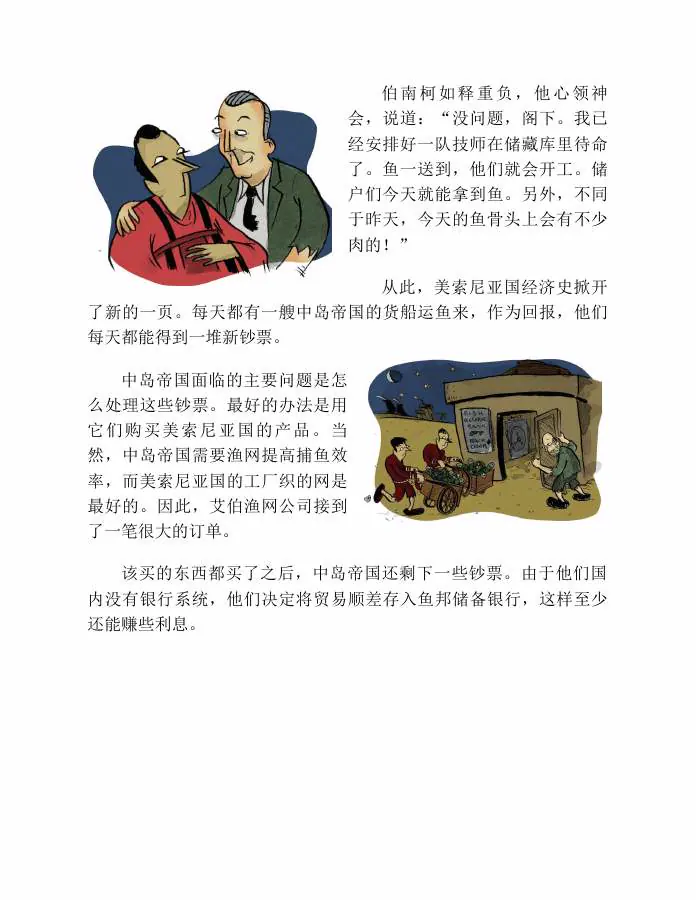 伯南柯如释重负，他心领神
会，说道：“没问题，阁下。我已
经安排好一队技师在储藏库里待命
了。鱼一送到，他们就会开工。储
户们今天就能拿到鱼。另外，不同
于昨天，今天的鱼骨头上会有不少
肉的！”
从此，美索尼亚国经济史掀开
了新的一页。每天都有一艘中岛帝国的货船运鱼来，作为回报，他们
每天都能得到一堆新钞票。
中岛帝国面临的主要问题是怎
么处理这些钞票。最好的办法是用
它们购买美索尼亚国的产品。当
然，中岛帝国需要渔网提高捕鱼效
率，而美索尼亚国的工厂织的网是
最好的。因此，艾伯渔网公司接到
了一笔很大的订单。
FISH
RESERVE
BANK
BACK
DOOR
该买的东西都买了之后，中岛帝国还剩下一些钞票。由于他们国
内没有银行系统，他们决定将贸易顺差存入鱼邦储备银行，这样至少
还能赚些利息。